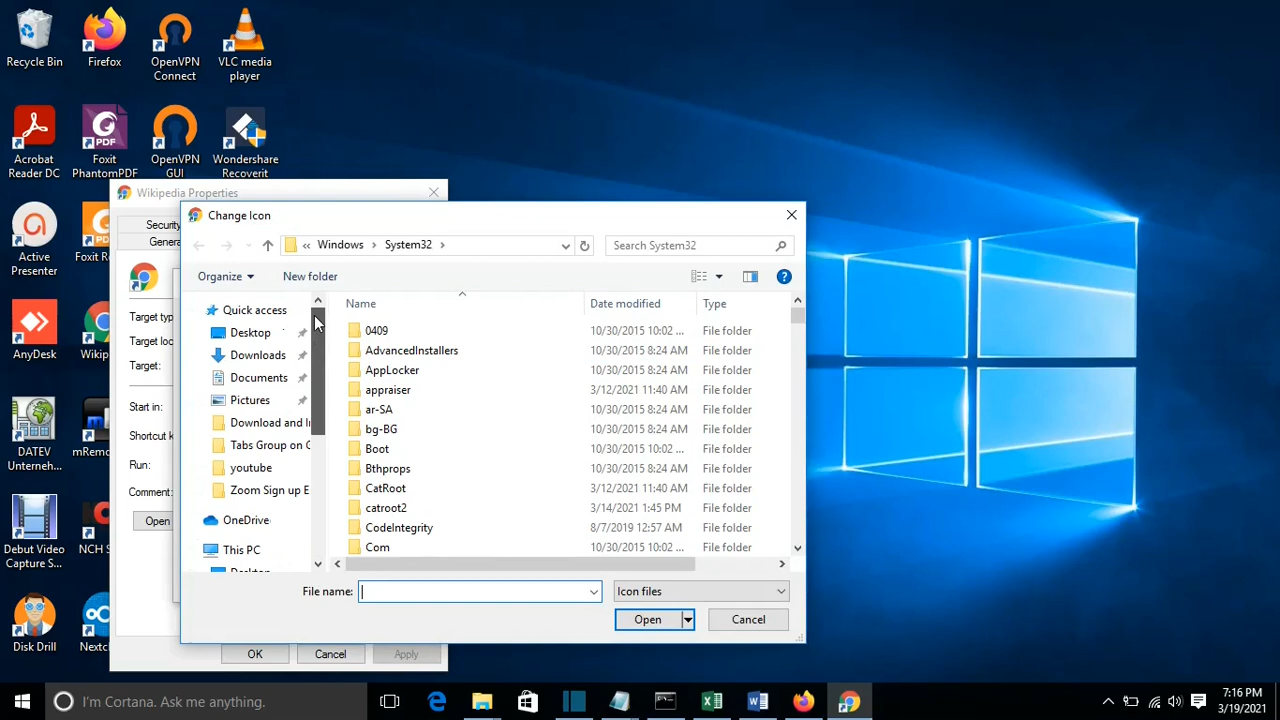 Recycle Bin
Firefox
OpenVPN
Connect
VLC media
player
Acrobat
Reader DC
Foxit
PhantomPDF
OpenVPN
GUI
Wondershare
Recoverit
Active
Presenter
Foxit R
AnyDesk
Wikip
DATEV
Unterneh...
mRemo
Debut Video
Capture S...
NCH S
Disk Drill
Nextcl
Wikipedia Properties
Security
Genera
Target typ
Target loc
Target:
Start in:
Shortcut k
Run:
Comment:
Open
OK
Cancel
Apply
Change Icon
« Windows > System32 >
Search System32
Organize
New folder
Quick access
Desktop
Downloads
Documents
Pictures
Download and I
Tabs Group on G
youtube
Zoom Sign up E
OneDrive
This PC
Desktop
Name Date modified Type
0409 10/30/2015 10:02 ... File folder
AdvancedInstallers 10/30/2015 8:24 AM File folder
AppLocker 10/30/2015 8:24 AM File folder
appraiser 3/12/2021 11:40 AM File folder
ar-SA 10/30/2015 8:24 AM File folder
bg-BG 10/30/2015 8:24 AM File folder
Boot 10/30/2015 10:02 ... File folder
Bthprops 10/30/2015 8:24 AM File folder
CatRoot 3/12/2021 11:40 AM File folder
catroot2 3/14/2021 1:45 PM File folder
CodeIntegrity 8/7/2019 12:57 AM File folder
Com 10/30/2015 10:02 ... File folder
File name:
Icon files
Open
Cancel
I'm Cortana. Ask me anything.
7:16 PM
3/19/2021